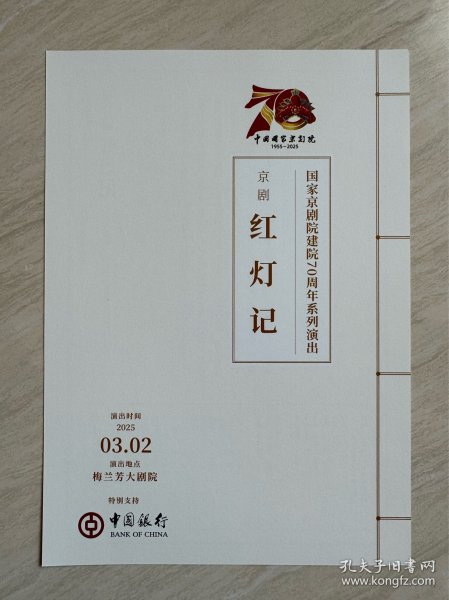 70
中国国家京剧院
1955-2025
国家京剧院建院70周年系列演出
京剧
红灯记
演出时间
2025
03.02
演出地点
梅兰芳大剧院
特别支持
中国银行
BANK OF CHINA
孔夫子旧书网
www.kongfz.com